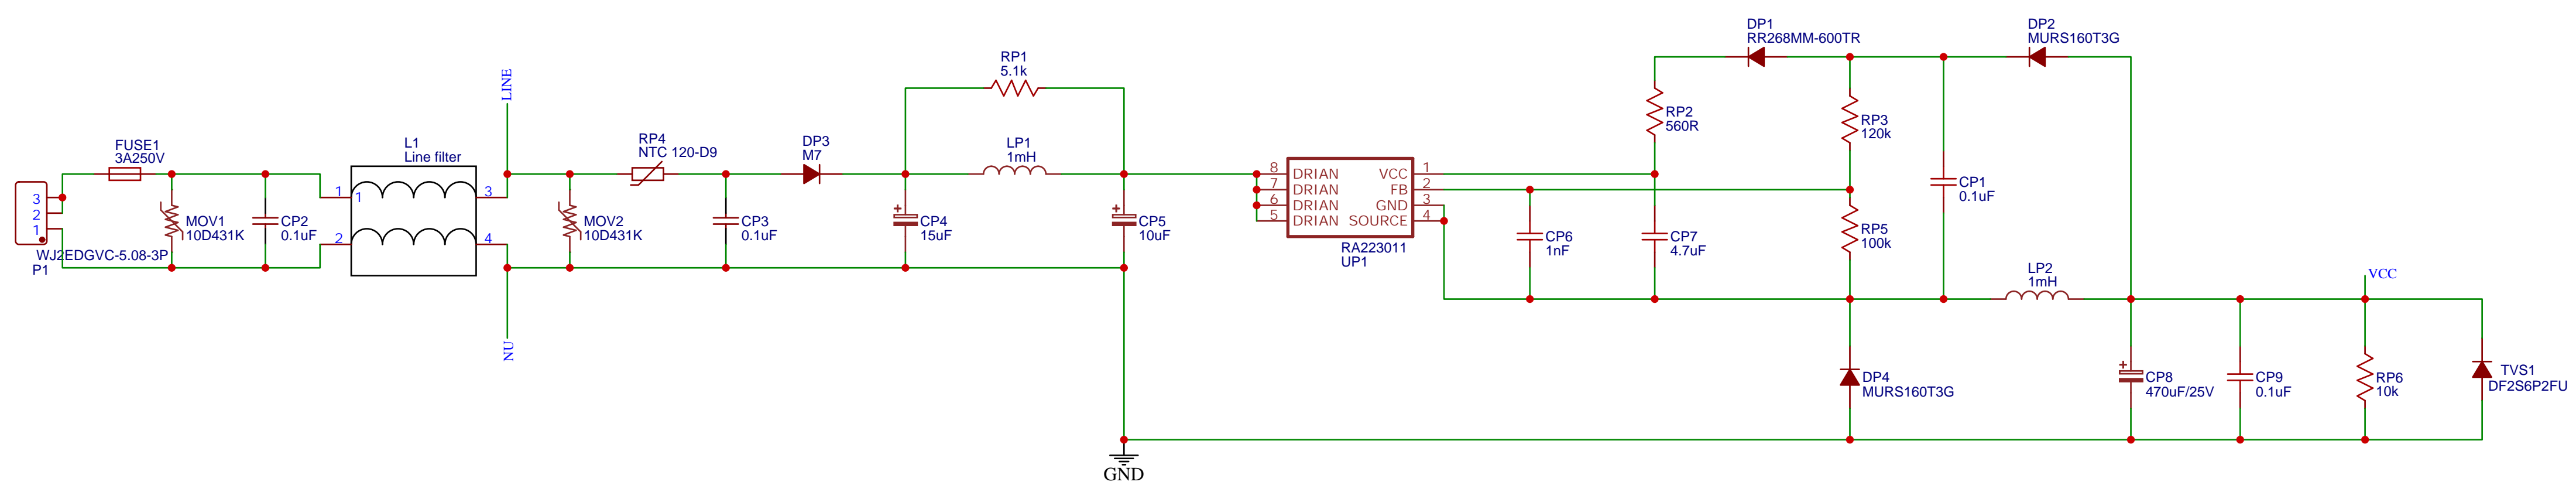 3
2
1
WJ2EDGVC-5.08-3P
P1
FUSE1
3A250V
MOV1
10D431K
CP2
0.1uF
L1
Line filter
1
1
2
3
4
LINE
NU
MOV2
10D431K
RP4
NTC 120-D9
CP3
0.1uF
DP3
M7
RP1
5.1k
LP1
1mH
+
CP4
15uF
+
CP5
10uF
GND
8 DRIAN VCC 1
7 DRIAN FB 2
6 DRIAN GND 3
5 DRIAN SOURCE 4
RA223011
UP1
CP6
1nF
CP7
4.7uF
RP2
560R
DP1
RR268MM-600TR
RP3
120k
RP5
100k
CP1
0.1uF
DP2
MURS160T3G
LP2
1mH
DP4
MURS160T3G
+
CP8
470uF/25V
CP9
0.1uF
VCC
RP6
10k
TVS1
DF2S6P2FU